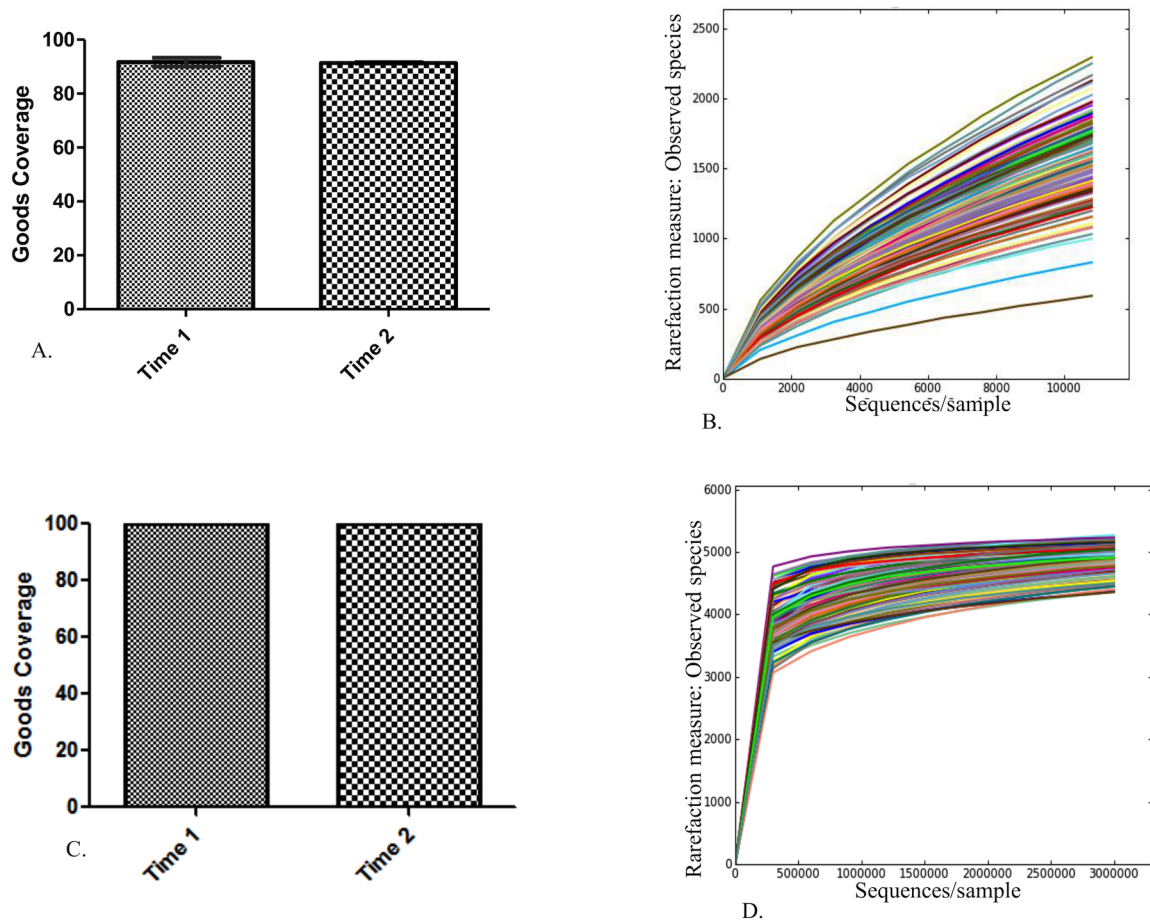 Goods Coverage
100
80
60
40
20
0
Time 1
Time 2
A.
Rarefaction measure: Observed species
2500
2000
1500
1000
500
0
0 2000 4000 6000 8000 10000
Sequences/sample
B.
Goods Coverage
100
80
60
40
20
0
Time 1
Time 2
C.
Rarefaction measure: Observed species
6000
5000
4000
3000
2000
1000
0
0 500000 1000000 1500000 2000000 2500000 3000000
Sequences/sample
D.